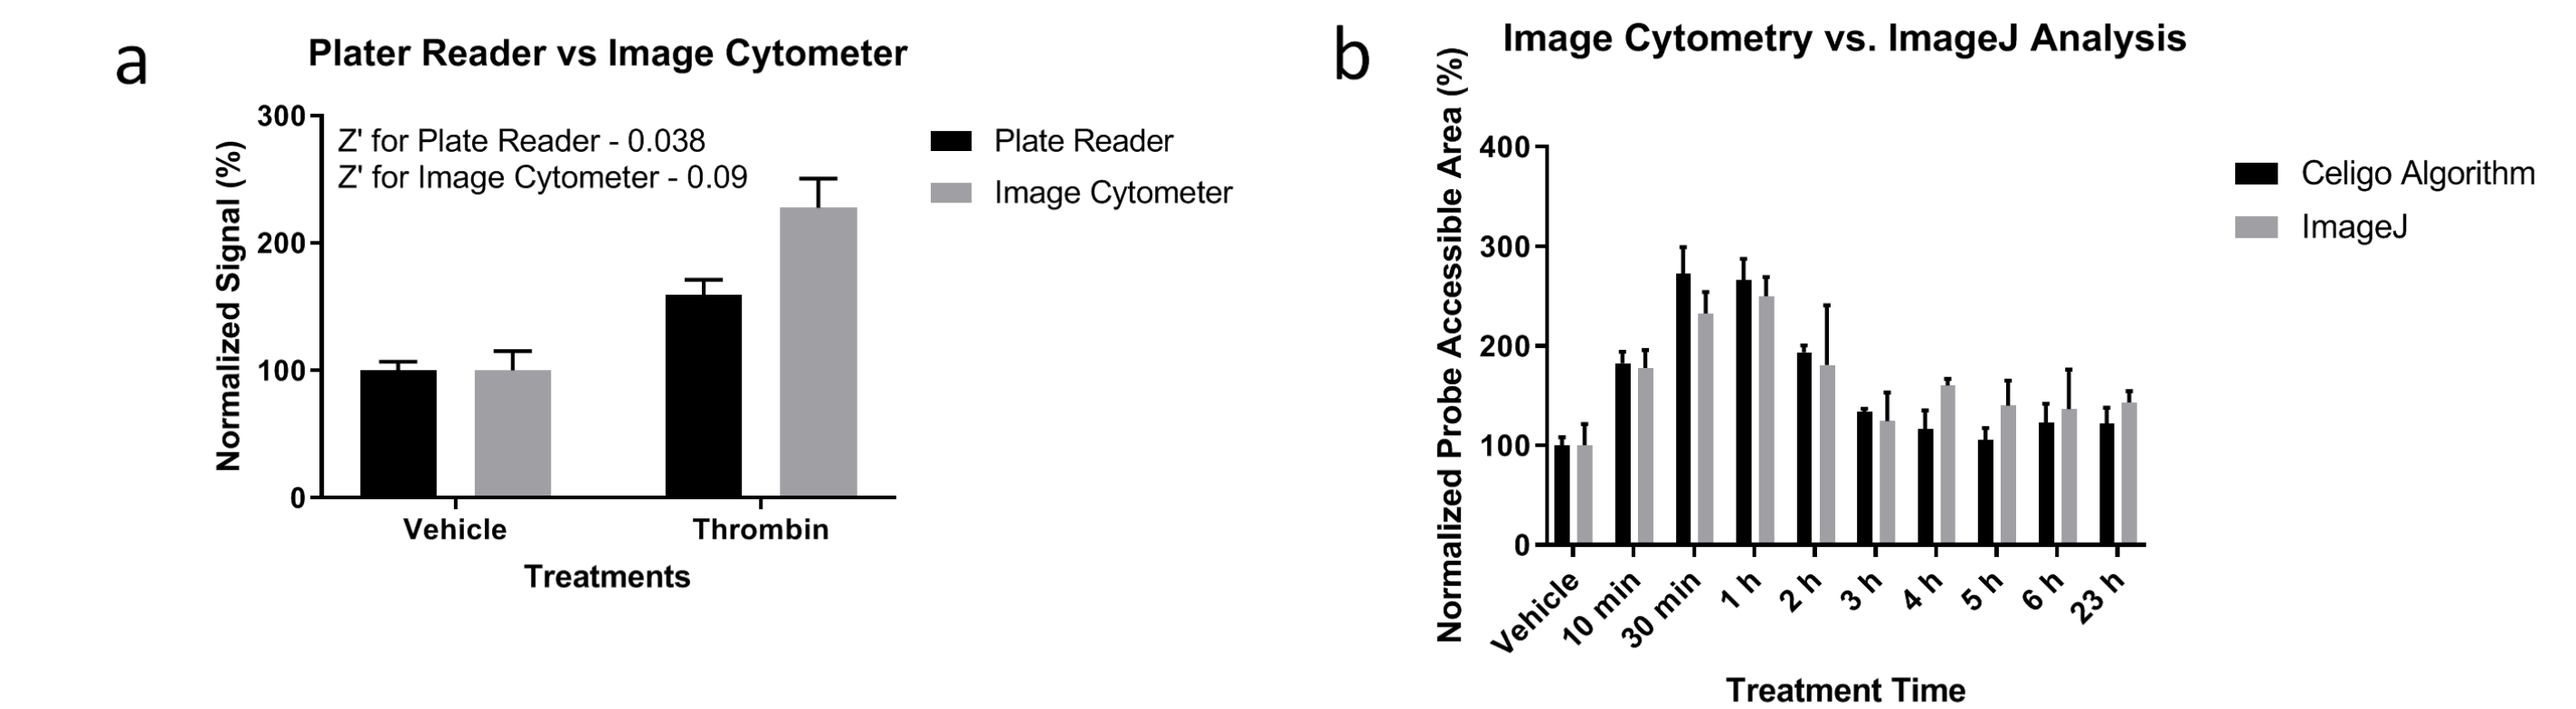 a
Plater Reader vs Image Cytometer
Normalized Signal (%)
300
200
100
0
Z' for Plate Reader - 0.038
Z' for Image Cytometer - 0.09
Plate Reader
Image Cytometer
Vehicle
Thrombin
Treatments
b
Image Cytometry vs. ImageJ Analysis
Normalized Probe Accessible Area (%)
400
300
200
100
0
Celigo Algorithm
ImageJ
Vehicle
10 min
30 min
1 h
2 h
3 h
4 h
5 h
6 h
23 h
Treatment Time